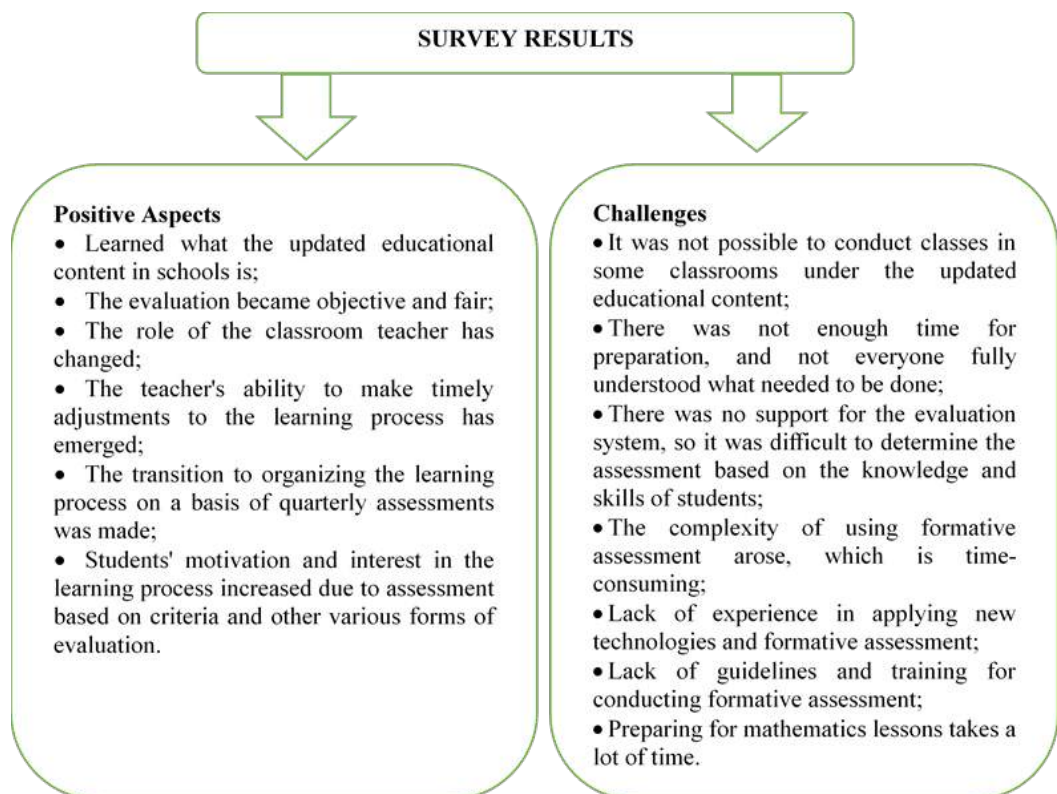 SURVEY RESULTS
Positive Aspects
• Learned what the updated educational
content in schools is;
• The evaluation became objective and fair;
• The role of the classroom teacher has
changed;
• The teacher's ability to make timely
adjustments to the learning process has
emerged;
• The transition to organizing the learning
process on a basis of quarterly assessments
was made;
• Students' motivation and interest in the
learning process increased due to assessment
based on criteria and other various forms of
evaluation.
Challenges
• It was not possible to conduct classes in
some classrooms under the updated
educational content;
• There was not enough time for
preparation, and not everyone fully
understood what needed to be done;
• There was no support for the evaluation
system, so it was difficult to determine the
assessment based on the knowledge and
skills of students;
• The complexity of using formative
assessment arose, which is time-
consuming;
• Lack of experience in applying new
technologies and formative assessment;
• Lack of guidelines and training for
conducting formative assessment;
• Preparing for mathematics lessons takes a
lot of time.